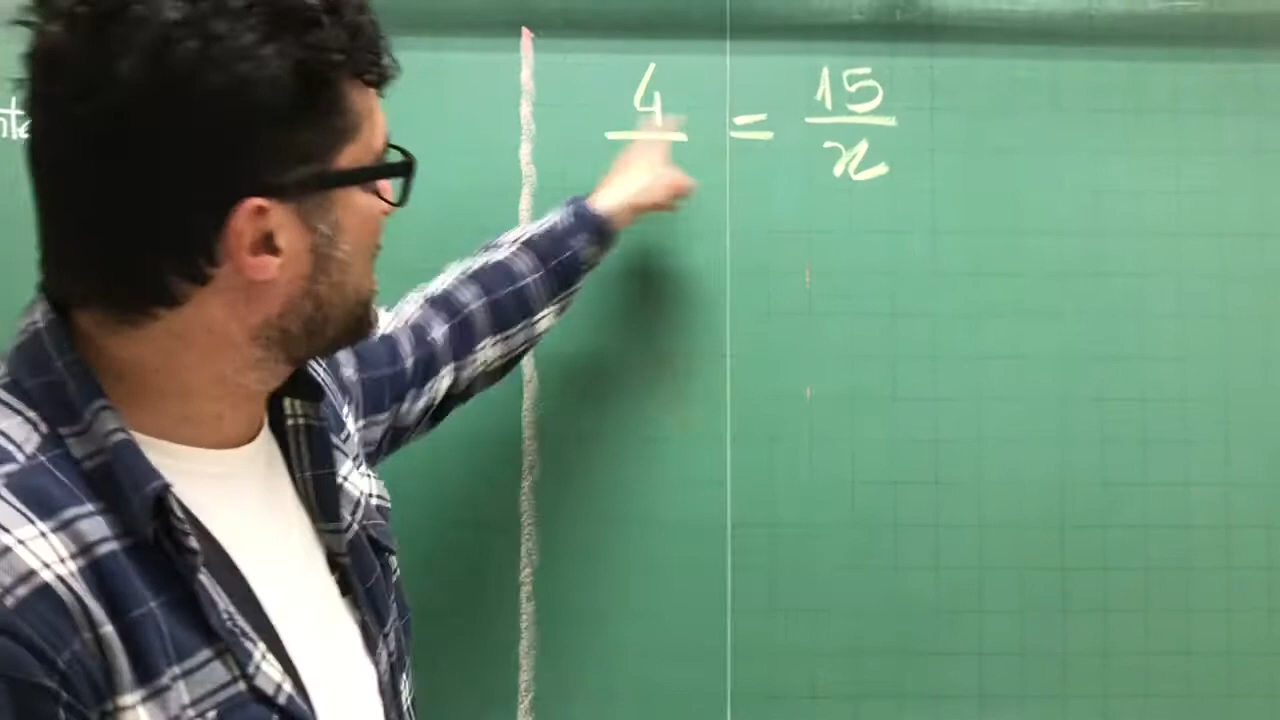 4/ = 15/x